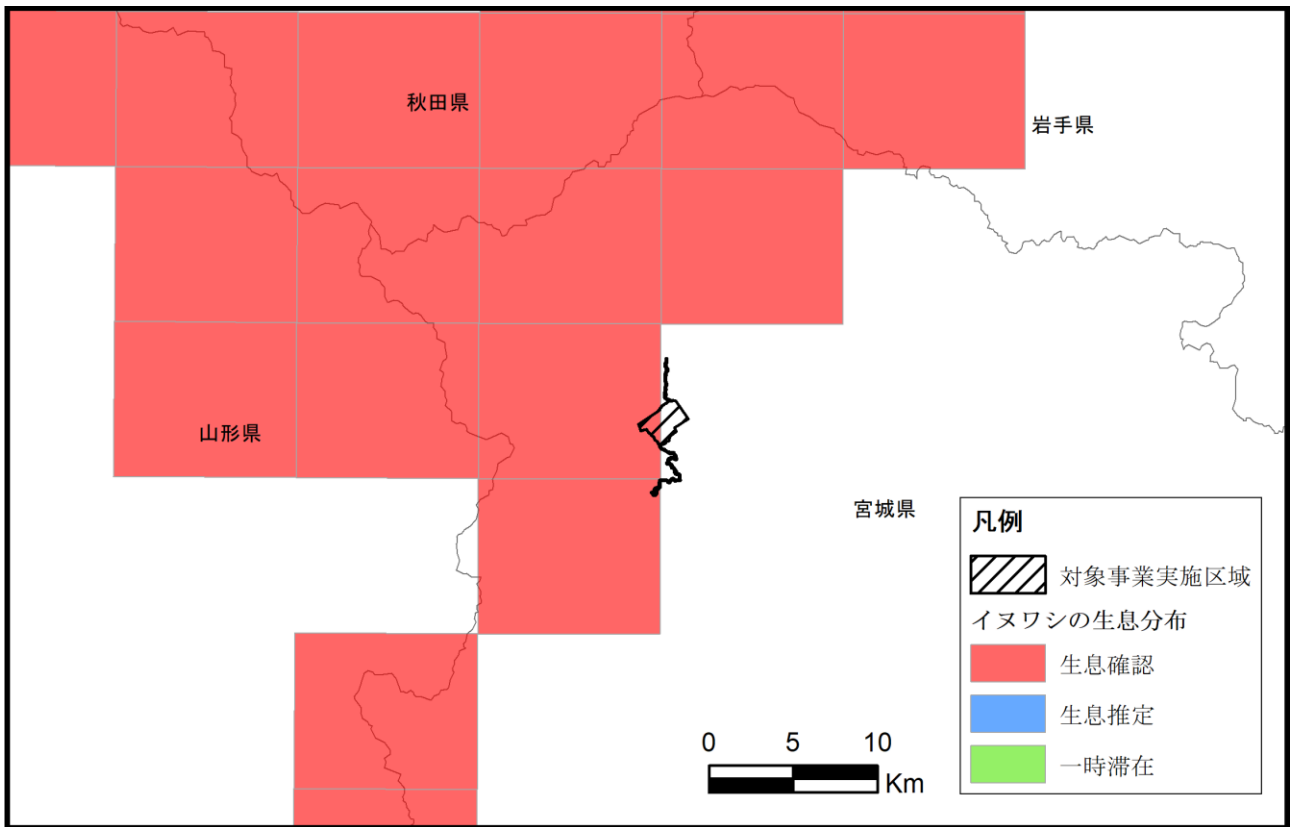 秋田県
岩手県
山形県
宮城県
凡例
対象事業実施区域
イヌワシの生息分布
生息確認
生息推定
一時滞在
0 5 10
Km